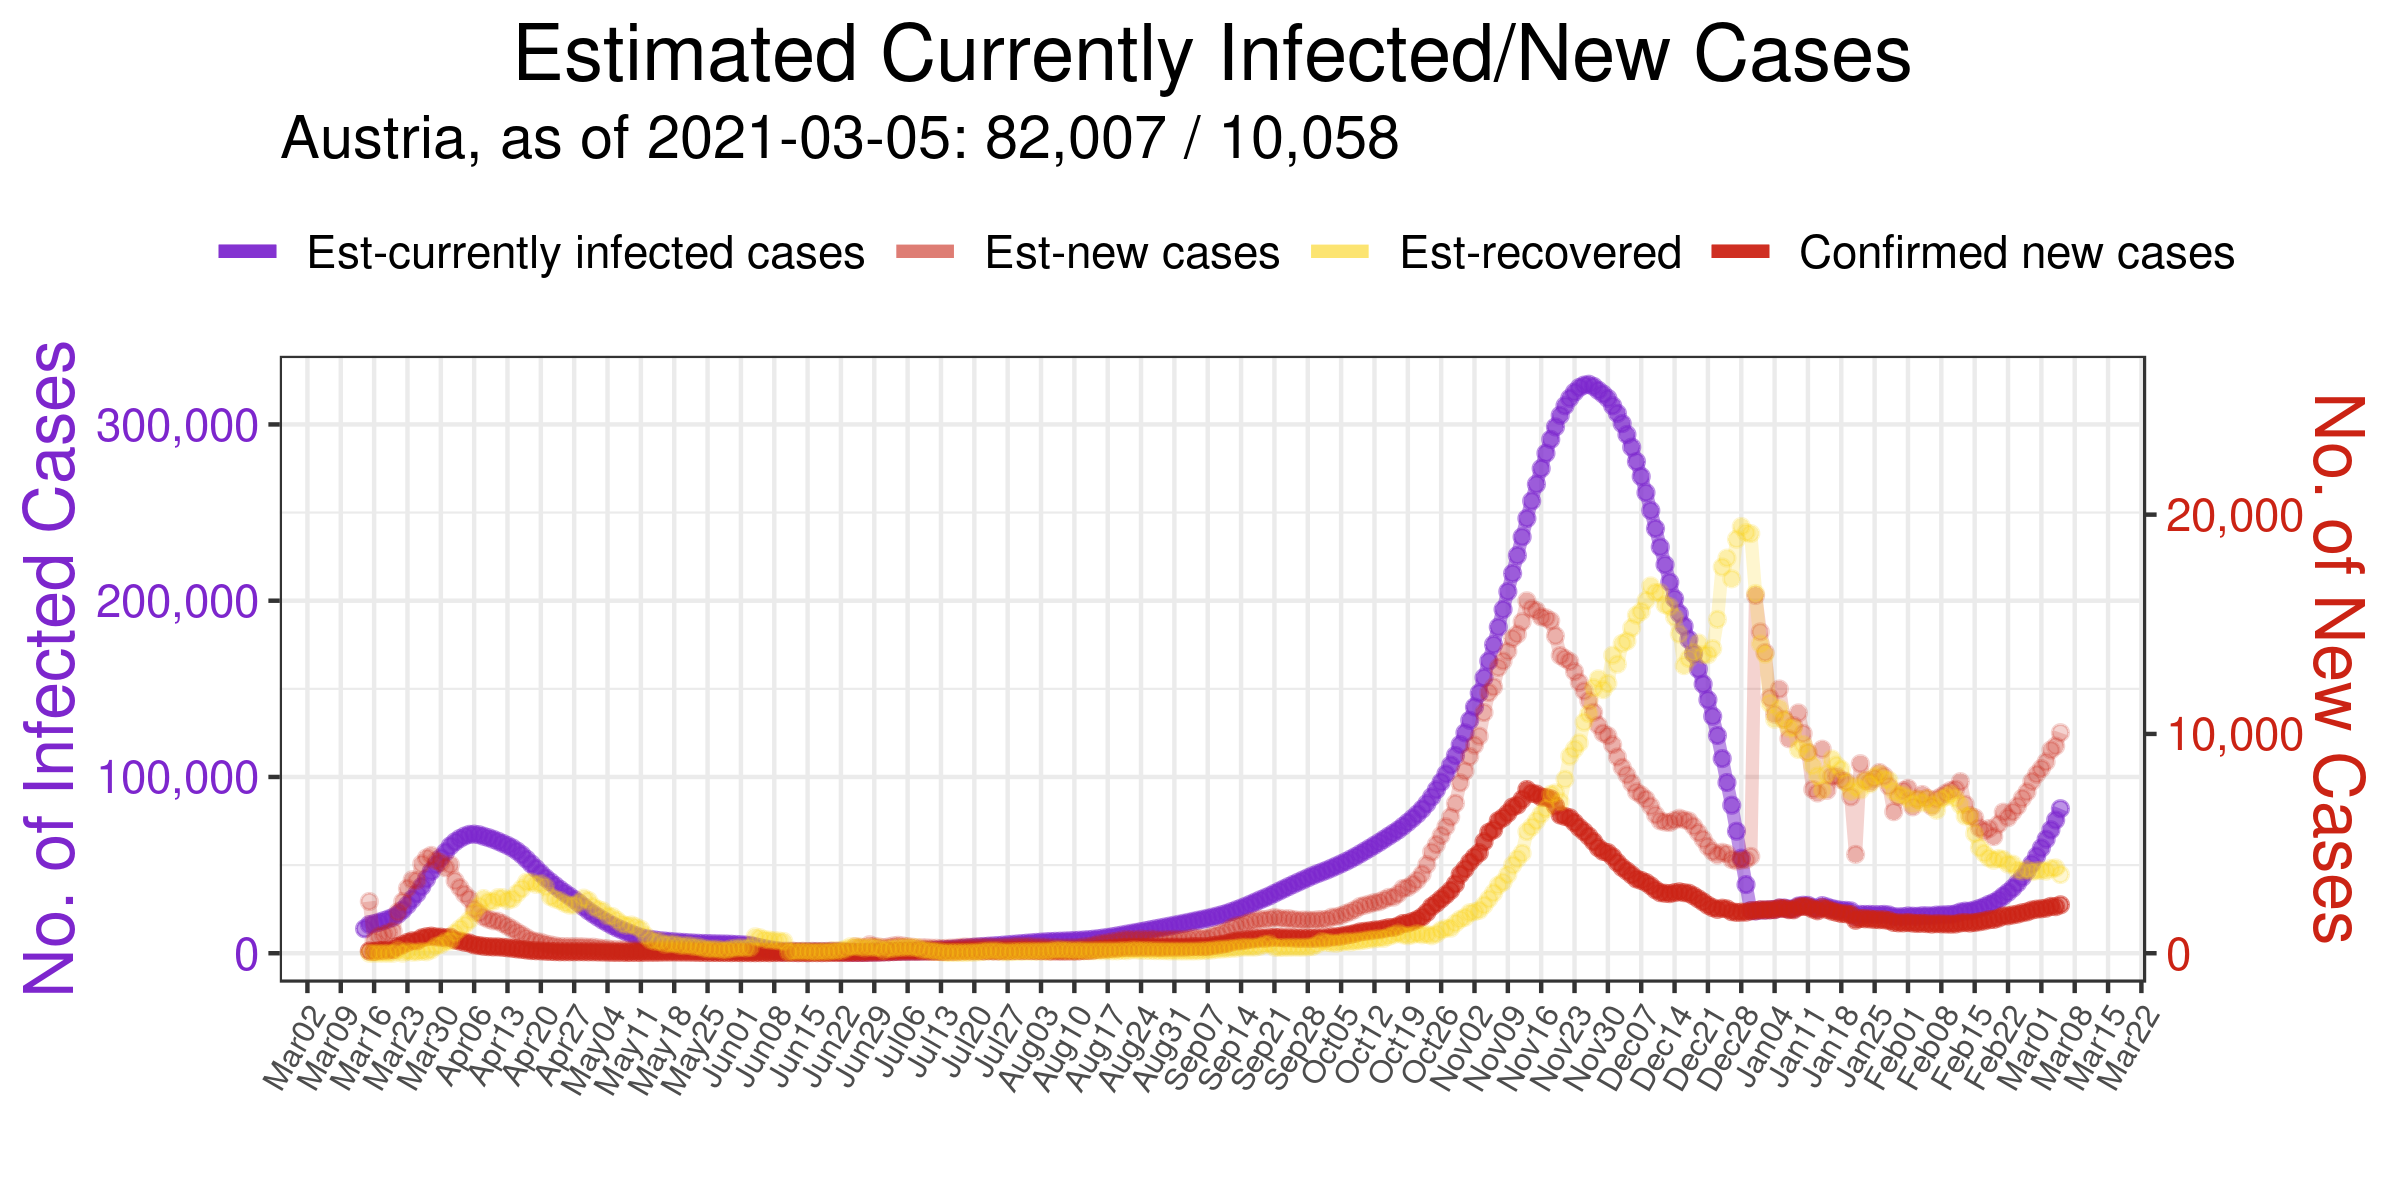 Estimated Currently Infected/New Cases
Austria, as of 2021-03-05: 82,007 / 10,058
Est-currently infected cases
Est-new cases
Est-recovered
Confirmed new cases
No. of Infected Cases
300,000
200,000
100,000
0
20,000
10,000
0
No. of New Cases
Mar02
Mar09
Mar16
Mar23
Mar30
Apr06
Apr13
Apr20
Apr27
May04
May11
May18
May25
Jun01
Jun08
Jun15
Jun22
Jun29
Jul06
Jul13
Jul20
Jul27
Aug03
Aug10
Aug17
Aug24
Aug31
Sep07
Sep14
Sep21
Sep28
Oct05
Oct12
Oct19
Oct26
Nov02
Nov09
Nov16
Nov23
Nov30
Dec07
Dec14
Dec21
Dec28
Jan04
Jan11
Jan18
Jan25
Feb01
Feb08
Feb15
Feb22
Mar01
Mar08
Mar15
Mar22